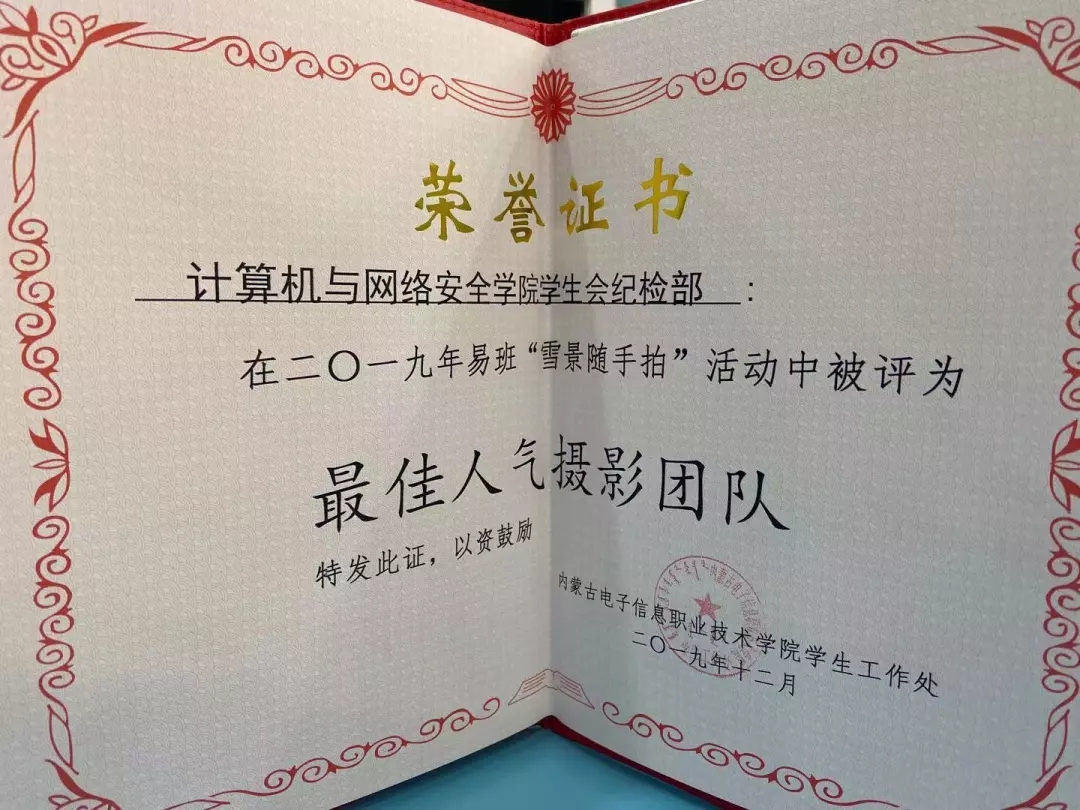 荣誉证书
计算机与网络安全学院学生会纪检部：
在二〇一九年易班“雪景随手拍”活动中被评为
最佳人气摄影团队
特发此证，以资鼓励
内蒙古电子信息职业技术学院学生工作处
二〇一九年十二月